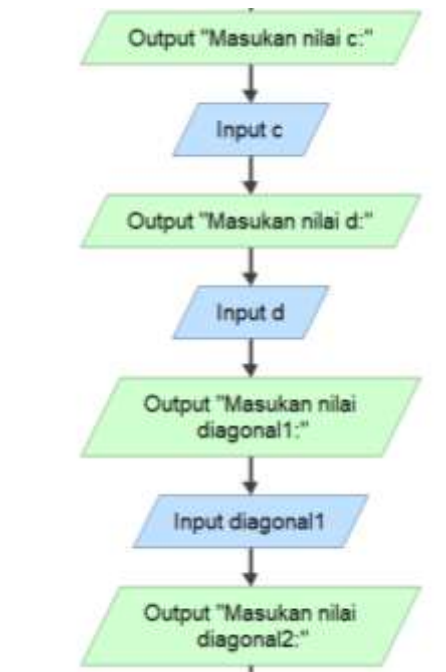 Output "Masukan nilai c:"
Input c
Output "Masukan nilai d:"
Input d
Output "Masukan nilai
diagonal1:"
Input diagonal1
Output "Masukan nilai
diagonal2:"